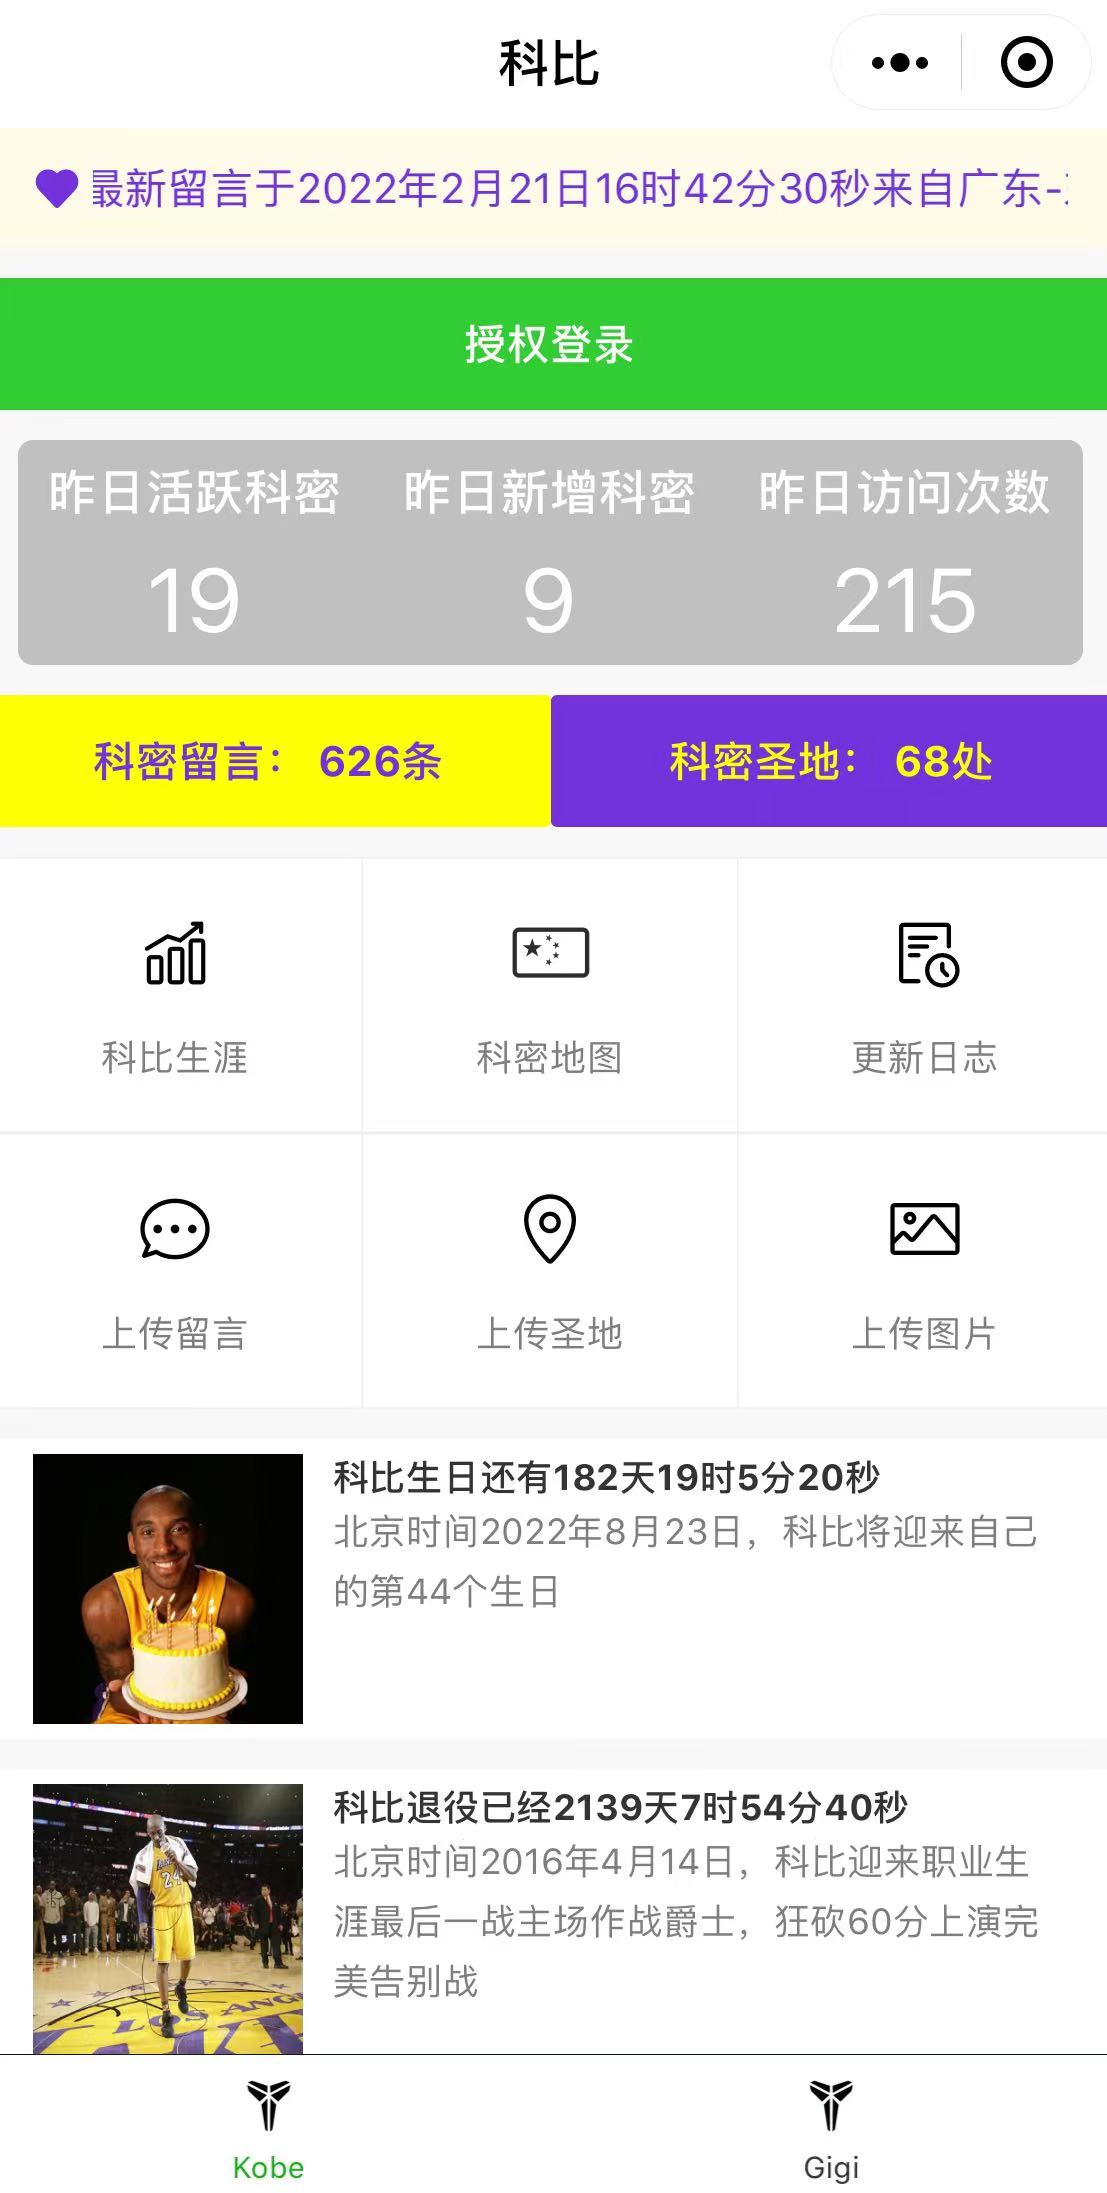 科比
最新留言于2022年2月21日16时42分30秒来自广东-
授权登录
昨日活跃科密 昨日新增科密 昨日访问次数
19 9 215
科密留言： 626条 科密圣地： 68处
科比生涯 科密地图 更新日志
上传留言 上传圣地 上传图片
科比生日还有182天19时5分20秒
北京时间2022年8月23日，科比将迎来自己
的第44个生日
科比退役已经2139天7时54分40秒
北京时间2016年4月14日，科比迎来职业生
涯最后一战主场作战爵士，狂砍60分上演完
美告别战
24
Kobe Gigi